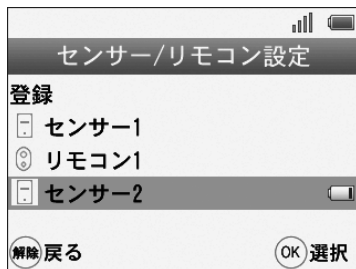 センサー/リモコン設定
登録
センサー1
リモコン1
センサー2
解除 戻る
OK 選択